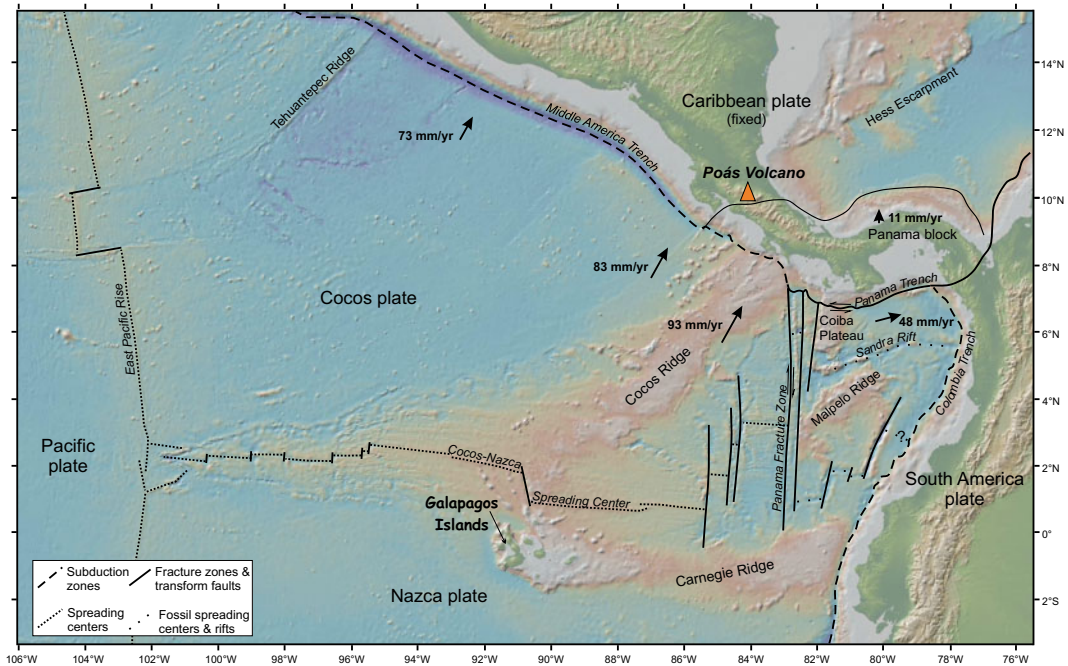 Tehuantepec Ridge
73 mm/yr
Middle America Trench
Caribbean plate
(fixed)
Hess Escarpment
Poás Volcano
11 mm/yr
Panama block
83 mm/yr
Cocos plate
East Pacific Rise
93 mm/yr
Cocos Ridge
Panama Trench
Coiba
Plateau
48 mm/yr
Sandra Rift
Colombia Trench
Malpelo Ridge
Panama Fracture Zone
?
Pacific
plate
Cocos-Nazca
Spreading Center
South America
plate
Galapagos
Islands
Carnegie Ridge
Nazca plate
Subduction
zones
Fracture zones &
transform faults
Spreading
centers
Fossil spreading
centers & rifts
14°N
12°N
10°N
8°N
6°N
4°N
2°N
0°
2°S
106°W
104°W
102°W
100°W
98°W
96°W
94°W
92°W
90°W
88°W
86°W
84°W
82°W
80°W
78°W
76°W